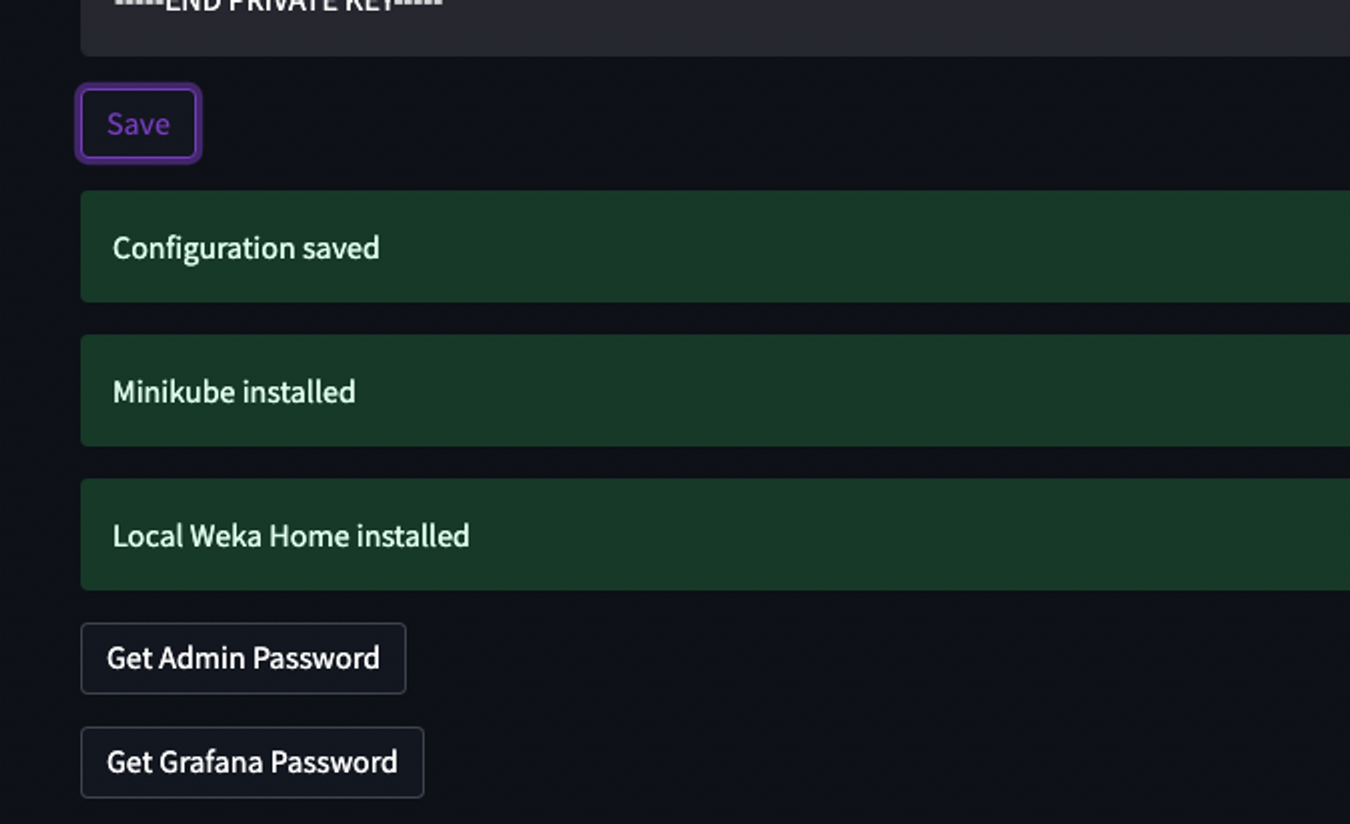 -----END PRIVATE KEY-----
Save
Configuration saved
Minikube installed
Local Weka Home installed
Get Admin Password
Get Grafana Password